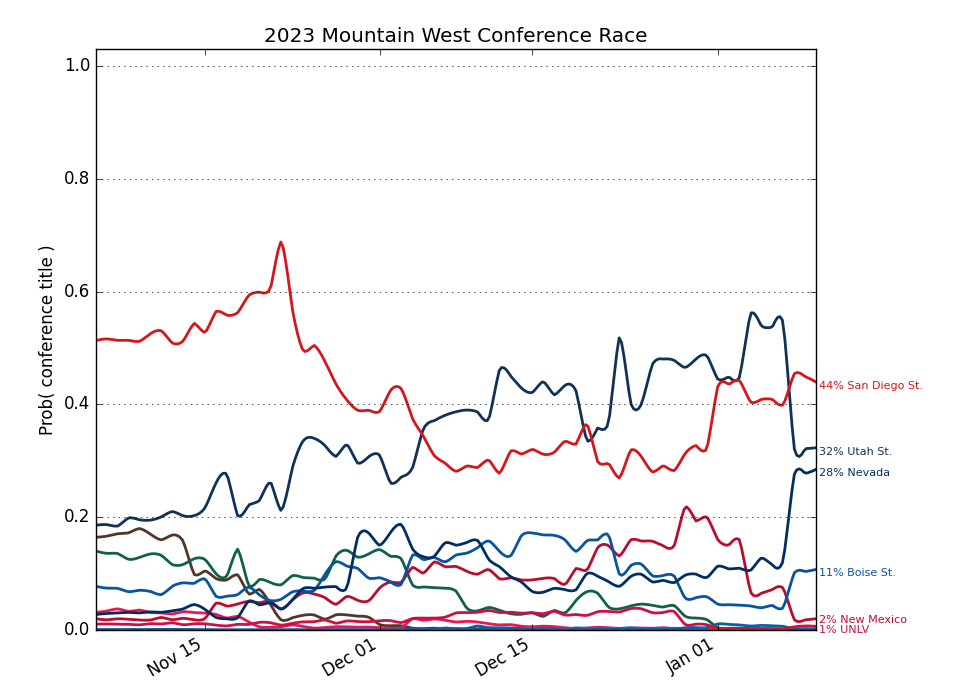 2023 Mountain West Conference Race
Prob( conference title )
1.0
0.8
0.6
0.4
0.2
0.0
Nov 15
Dec 01
Dec 15
Jan 01
44% San Diego St.
32% Utah St.
28% Nevada
11% Boise St.
2% New Mexico
1% UNLV